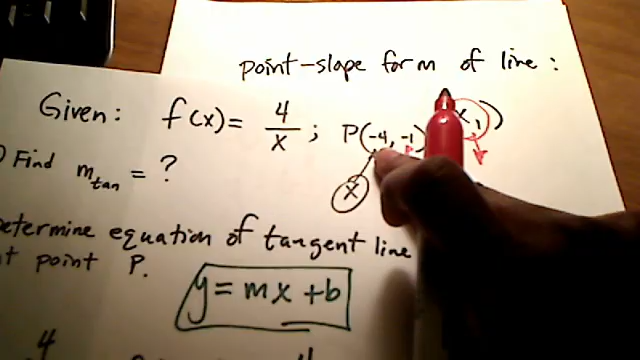 point-slope form of line:
x₁)
Given: f(x) = 4/x ; P(-4, -1)
) Find m_tan = ?
x
etermine equation of tangent line
t point P.
y = mx + b
4